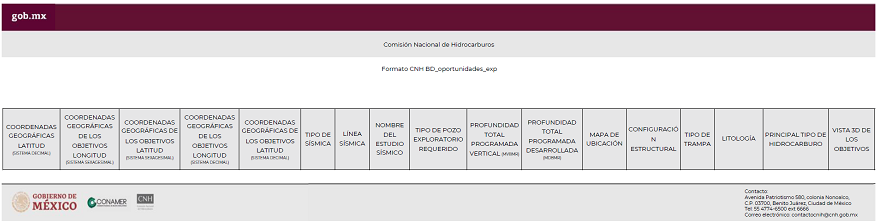 gob.mx
Comisión Nacional de Hidrocarburos
Formato CNH BD_oportunidades_exp
COORDENADAS
GEOGRÁFICAS
LATITUD
(SISTEMA DECIMAL)
COORDENADAS
GEOGRÁFICAS
DE LOS
OBJETIVOS
LONGITUD
(SISTEMA SEXAGESIMAL)
COORDENADAS
GEOGRÁFICAS DE
LOS OBJETIVOS
LATITUD
(SISTEMA SEXAGESIMAL)
COORDENADAS
GEOGRÁFICAS
DE LOS
OBJETIVOS
LONGITUD
(SISTEMA DECIMAL)
COORDENADAS
GEOGRÁFICAS DE
LOS OBJETIVOS
LATITUD
(SISTEMA DECIMAL)
TIPO DE
SÍSMICA
LÍNEA
SÍSMICA
NOMBRE
DEL
ESTUDIO
SÍSMICO
TIPO DE POZO
EXPLORATORIO
REQUERIDO
PROFUNDIDAD
TOTAL
PROGRAMADA
VERTICAL (MVBMR)
PROFUNDIDAD
TOTAL
PROGRAMADA
DESARROLLADA
(MDBMR)
MAPA DE
UBICACIÓN
CONFIGURACIÓ
N
ESTRUCTURAL
TIPO DE
TRAMPA
LITOLOGÍA
PRINCIPAL TIPO DE
HIDROCARBURO
VISTA 3D DE
LOS
OBJETIVOS
GOBIERNO DE
MÉXICO
CONAMER
CNH
Contacto:
Avenida Patriotismo 580, colonia Nonoalco,
C.P. 03700, Benito Juárez, Ciudad de México
Tel: 55 4774-6500 ext 6666
Correo electrónico: contactocnih@cnh.gob.mx